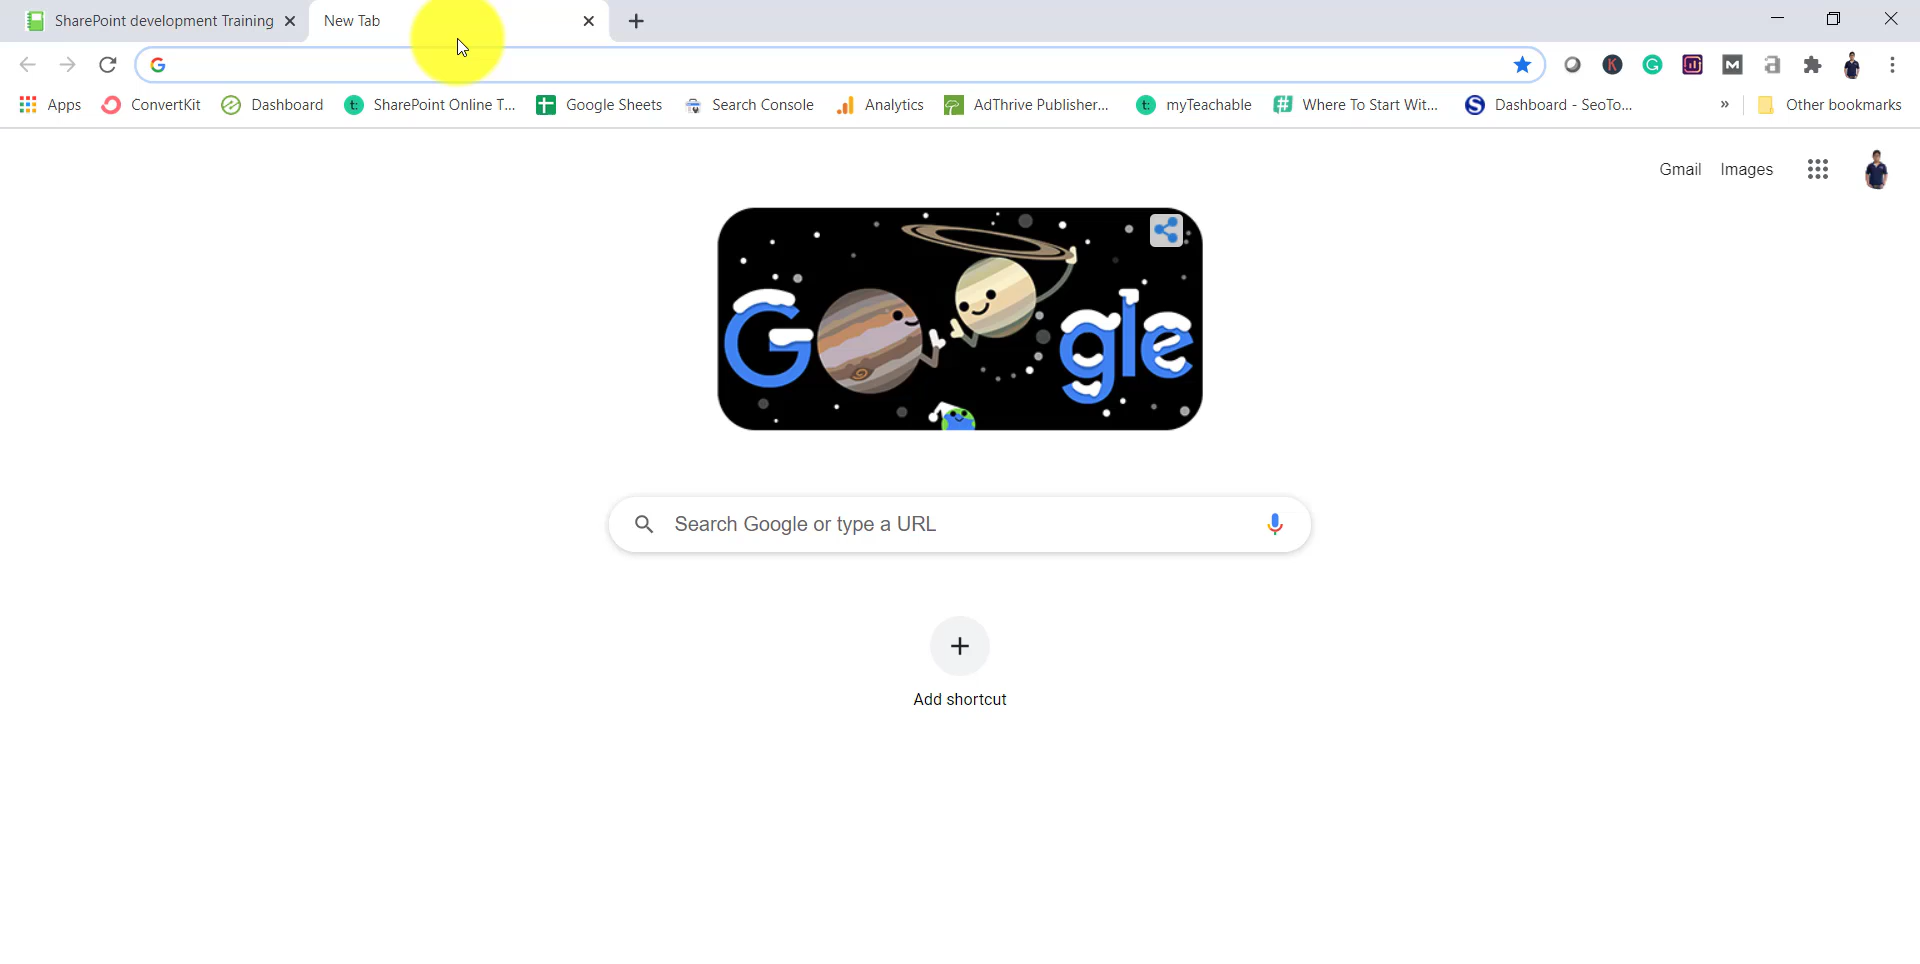 SharePoint development Training
New Tab
Apps ConvertKit Dashboard SharePoint Online T... Google Sheets Search Console Analytics AdThrive Publisher... myTeachable Where To Start Wit... Dashboard - SeoTo... » Other bookmarks
Gmail Images
Google
Search Google or type a URL
Add shortcut